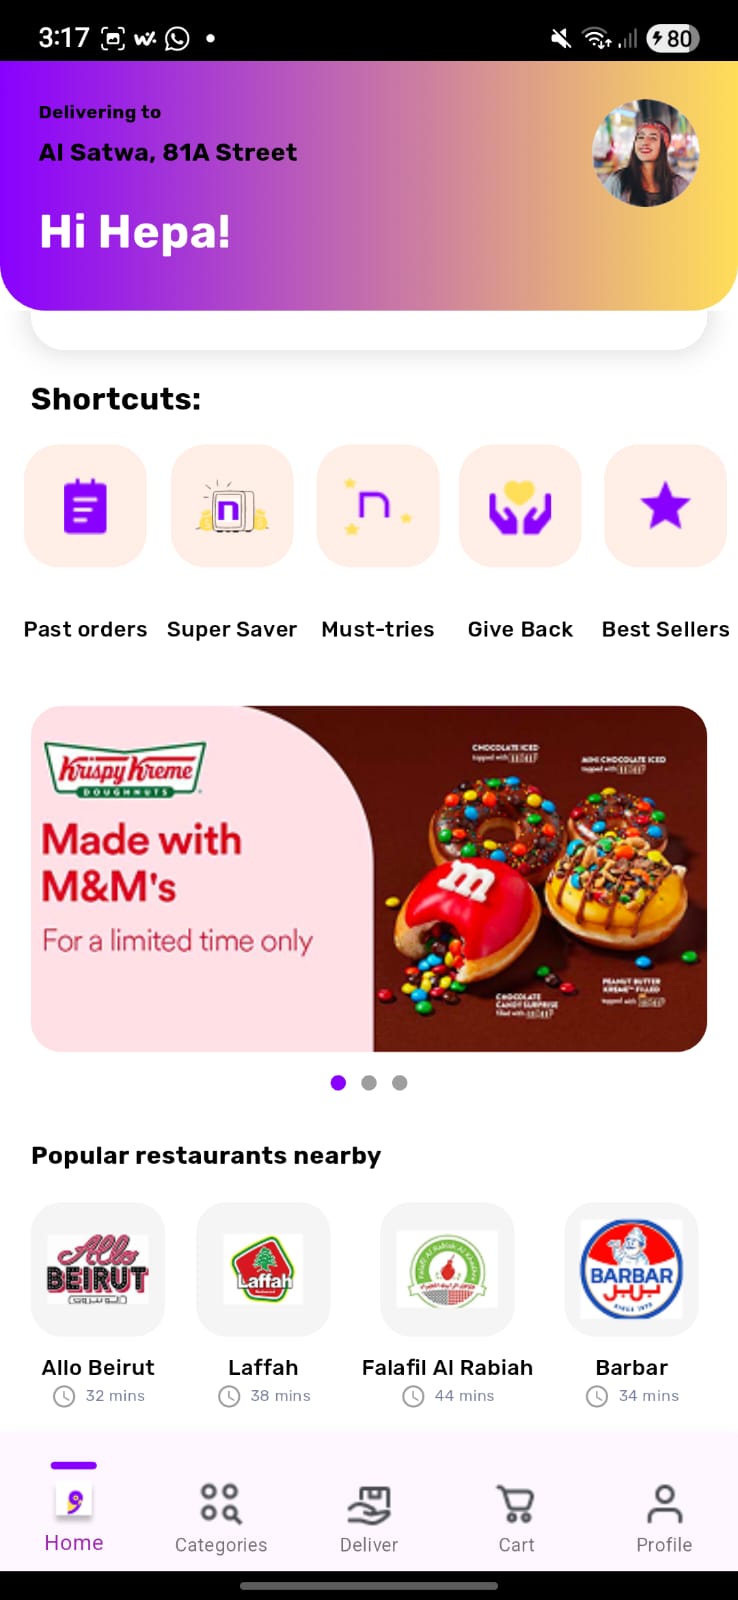 3:17
80
Delivering to
Al Satwa, 81A Street
Hi Hepa!
Shortcuts:
n
n
Past orders
Super Saver
Must-tries
Give Back
Best Sellers
Krispy Kreme
DOUGHNUTS
Made with
M&M's
For a limited time only
CHOCOLATE ICED
topped with
MINI CHOCOLATE ICED
topped with
m
CHOCOLATE
CANDY SURPRISE
filled with
PEANUT BUTTER
KREME™ FILLED
topped with
Popular restaurants nearby
Allo
BEIRUT
Laffah
BARBAR
بربر
SINCE 1979
Allo Beirut
Laffah
Falafil Al Rabiah
Barbar
32 mins
38 mins
44 mins
34 mins
Home
Categories
Deliver
Cart
Profile